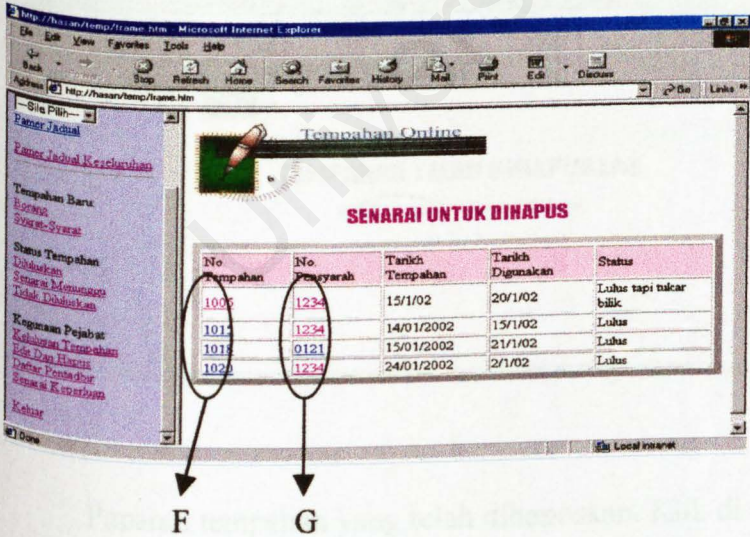 http://hasan/temp/frame.htm - Microsoft Internet Explorer
File Edit View Favorites Tools Help
Back Stop Refresh Home Search Favorites History Mail Print Edit Discuss
Address http://hasan/temp/frame.htm Go Links »
---Sila Pilih---
Pamer Jadual
Pamer Jadual Keseluruhan
Tempahan Baru
Borang
Syarat-Syarat
Status Tempahan
Diluluskan
Senarai Menunggu
Tidak Diluluskan
Kegunaan Pejabat
Kelulusan Tempahan
Edit Dan Hapus
Daftar Pentadbir
Senarai Keperluan
Keluar
Tempahan Online
SENARAI UNTUK DIHAPUS
No Tempahan No. Pensyarah Tarikh Tempahan Tarikh Digunakan Status
1005 1234 15/1/02 20/1/02 Lulus tapi tukar bilik
1015 1234 14/01/2002 15/1/02 Lulus
1018 0121 15/01/2002 21/1/02 Lulus
1020 1234 24/01/2002 2/1/02 Lulus
Done Local intranet
F G
Univers